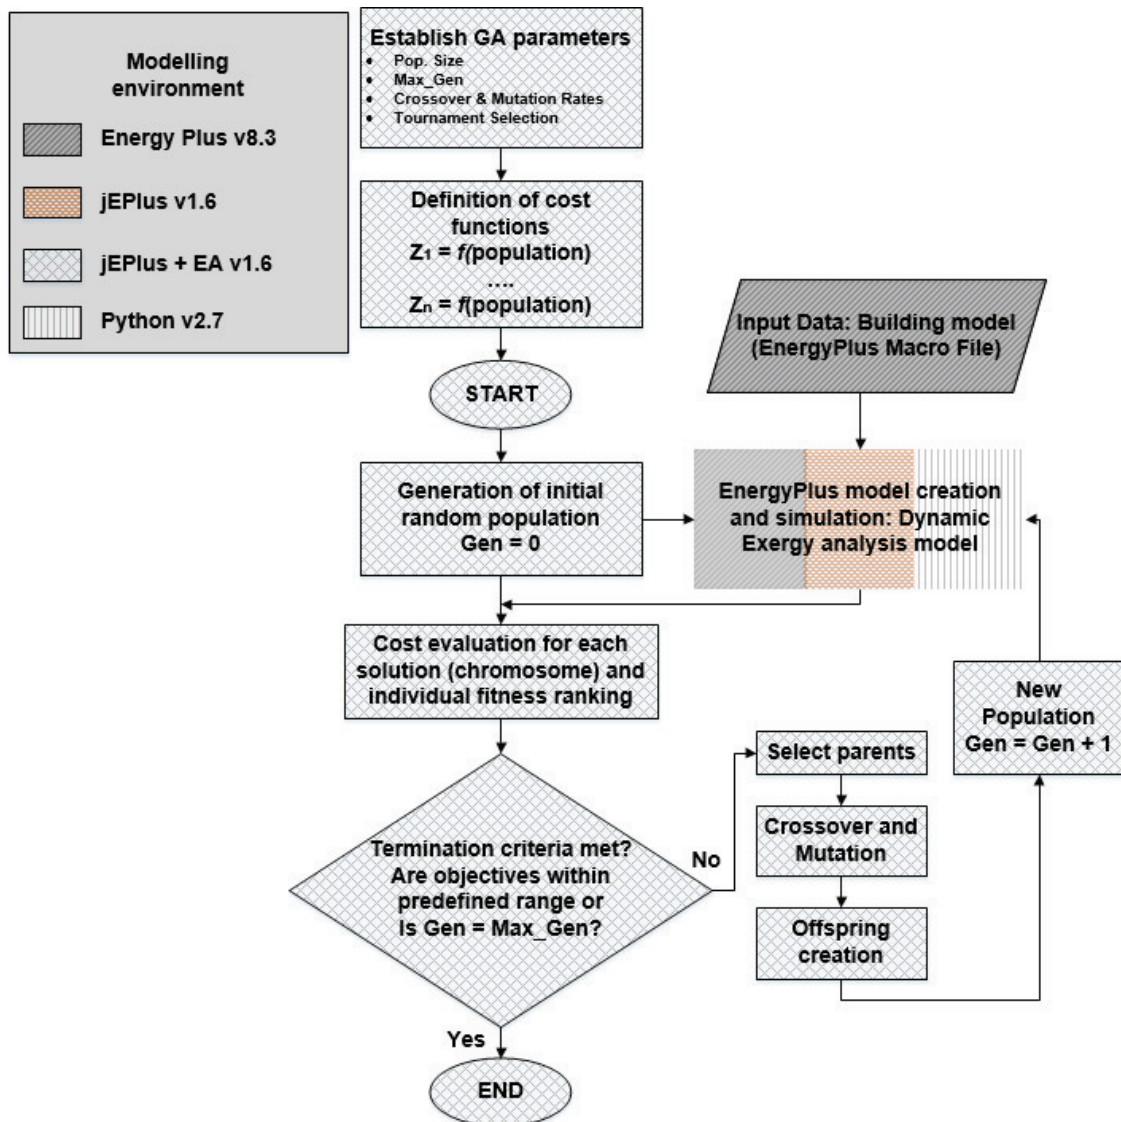 Modelling
environment
Energy Plus v8.3
jEPlus v1.6
jEPlus + EA v1.6
Python v2.7
Establish GA parameters
• Pop. Size
• Max_Gen
• Crossover & Mutation Rates
• Tournament Selection
Definition of cost
functions
Z1 = f(population)
....
Zn = f(population)
START
Input Data: Building model
(EnergyPlus Macro File)
Generation of initial
random population
Gen = 0
EnergyPlus model creation
and simulation: Dynamic
Exergy analysis model
Cost evaluation for each
solution (chromosome) and
individual fitness ranking
New
Population
Gen = Gen + 1
Select parents
Crossover and
Mutation
Offspring
creation
No
Termination criteria met?
Are objectives within
predefined range or
Is Gen = Max_Gen?
Yes
END